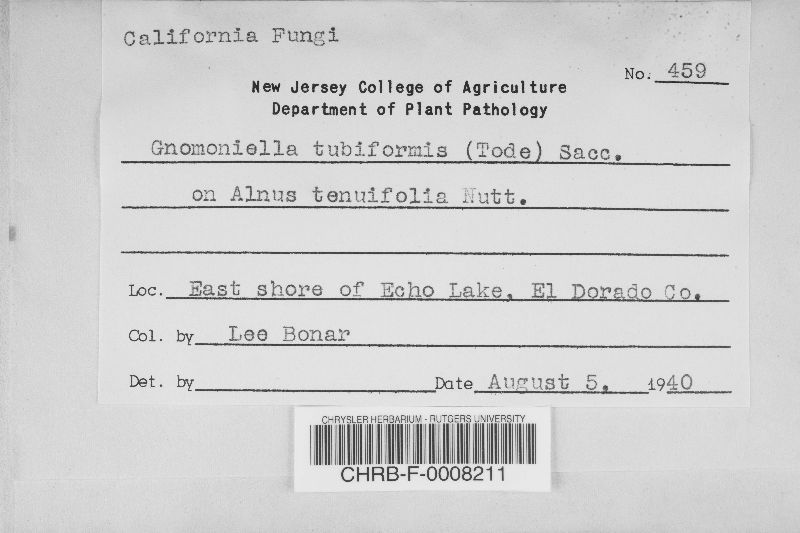 California Fungi
No. 459
New Jersey College of Agriculture
Department of Plant Pathology
Gnomoniella tubiformis (Tode) Sacc.
on Alnus tenuifolia Nutt.
Loc. East shore of Echo Lake, El Dorado Co.
Col. by Lee Bonar
Det. by Date August 5, 1940
CHRYSLER HERBARIUM - RUTGERS UNIVERSITY
CHRB-F-0008211